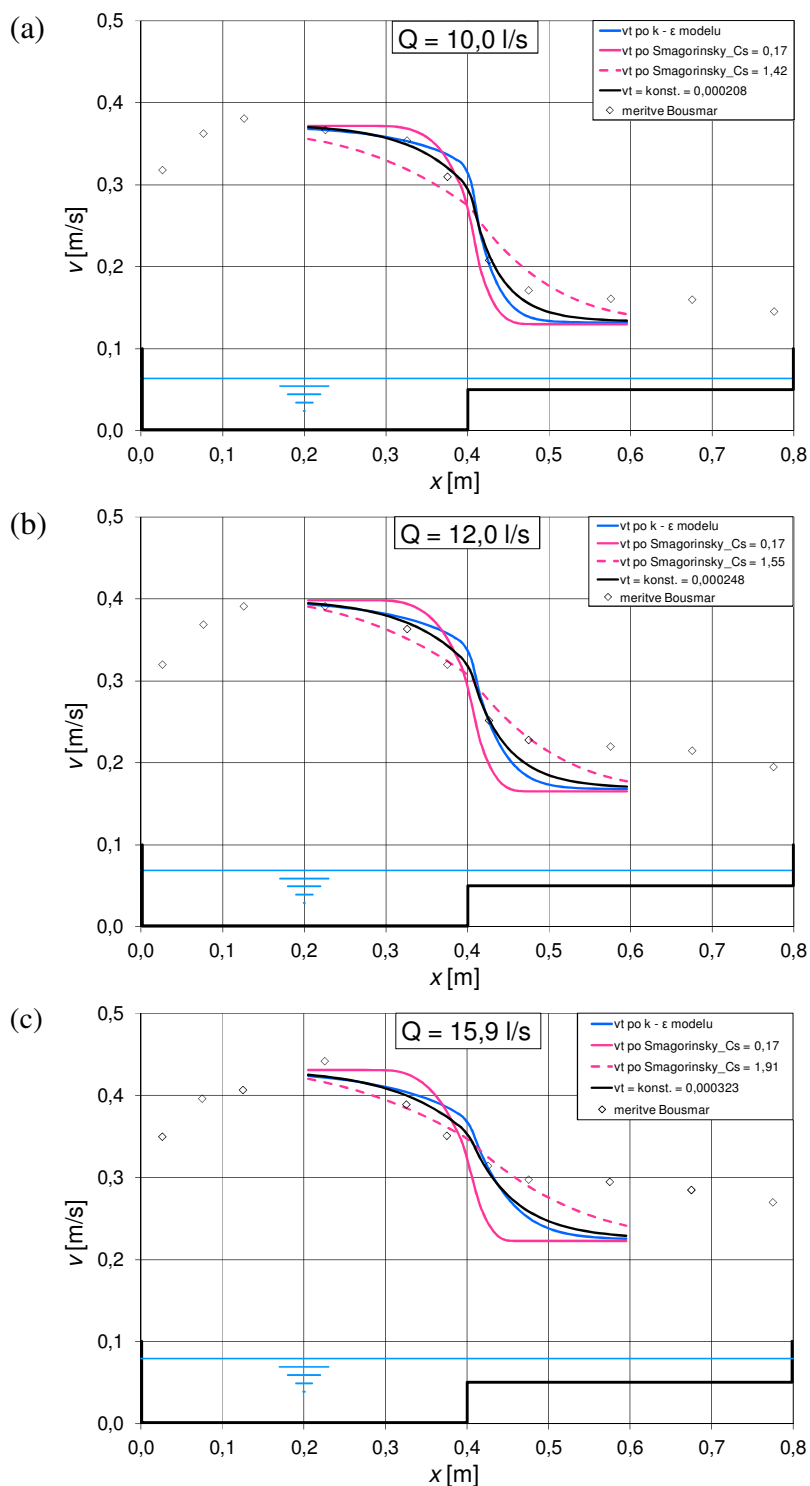 (a)
Q = 10,0 l/s
vt po k - ε modelu
vt po Smagorinsky_Cs = 0,17
vt po Smagorinsky_Cs = 1,42
vt = konst. = 0,000208
meritve Bousmar
v [m/s]
0,5
0,4
0,3
0,2
0,1
0,0
0,0 0,1 0,2 0,3 0,4 0,5 0,6 0,7 0,8
x [m]
(b)
Q = 12,0 l/s
vt po k - ε modelu
vt po Smagorinsky_Cs = 0,17
vt po Smagorinsky_Cs = 1,55
vt = konst. = 0,000248
meritve Bousmar
v [m/s]
0,5
0,4
0,3
0,2
0,1
0,0
0,0 0,1 0,2 0,3 0,4 0,5 0,6 0,7 0,8
x [m]
(c)
Q = 15,9 l/s
vt po k - ε modelu
vt po Smagorinsky_Cs = 0,17
vt po Smagorinsky_Cs = 1,91
vt = konst. = 0,000323
meritve Bousmar
v [m/s]
0,5
0,4
0,3
0,2
0,1
0,0
0,0 0,1 0,2 0,3 0,4 0,5 0,6 0,7 0,8
x [m]